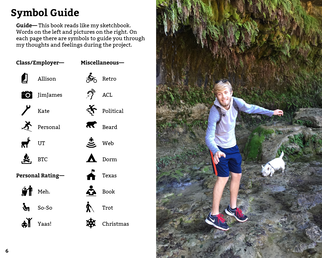 Symbol Guide
Guide— This book reads like my sketchbook.
Words on the left and pictures on the right. On
each page there are symbols to guide you through
my thoughts and feelings during the project.
Class/Employer—
Allison
JimJames
Kate
Personal
UT
BTC
Personal Rating—
Meh.
So-So
Yaas!
Miscellaneous—
Retro
ACL
Political
Beard
Web
Dorm
Texas
Book
Trot
Christmas
6